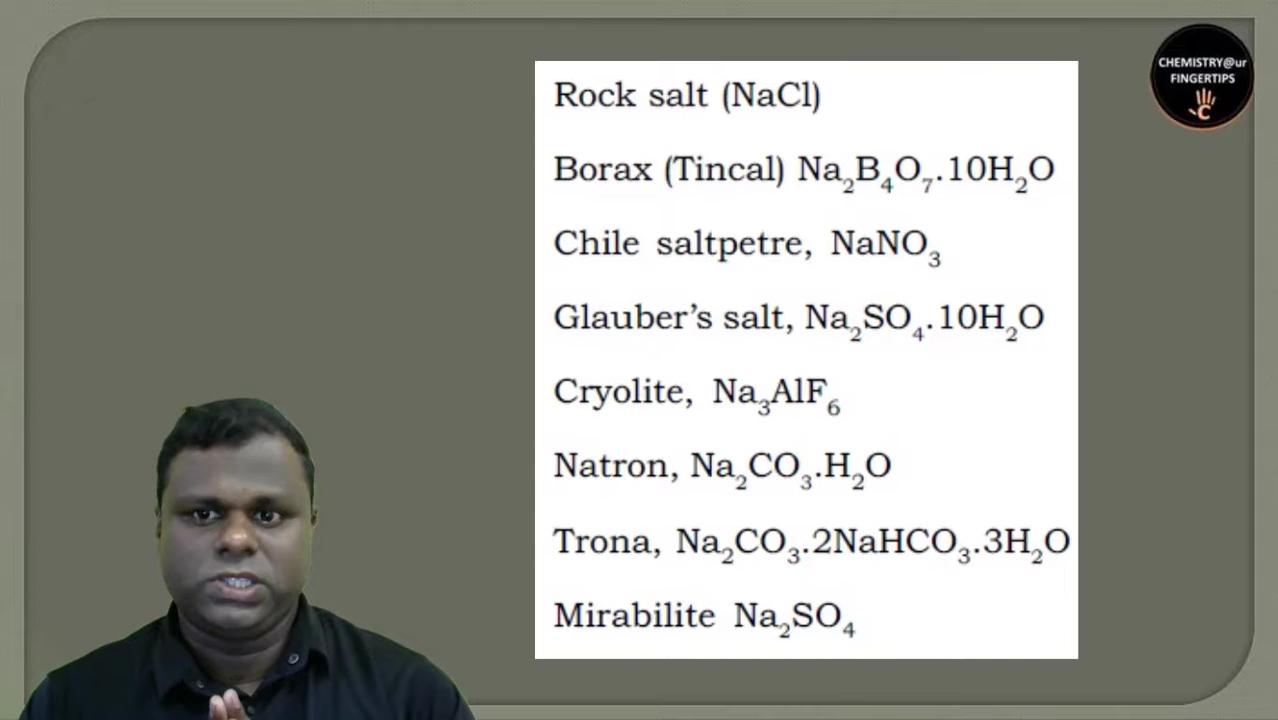 CHEMISTRY@ur
FINGERTIPS
C
Rock salt (NaCl)
Borax (Tincal) Na₂B₄O₇.10H₂O
Chile saltpetre, NaNO₃
Glauber’s salt, Na₂SO₄.10H₂O
Cryolite, Na₃AlF₆
Natron, Na₂CO₃.H₂O
Trona, Na₂CO₃.2NaHCO₃.3H₂O
Mirabilite Na₂SO₄